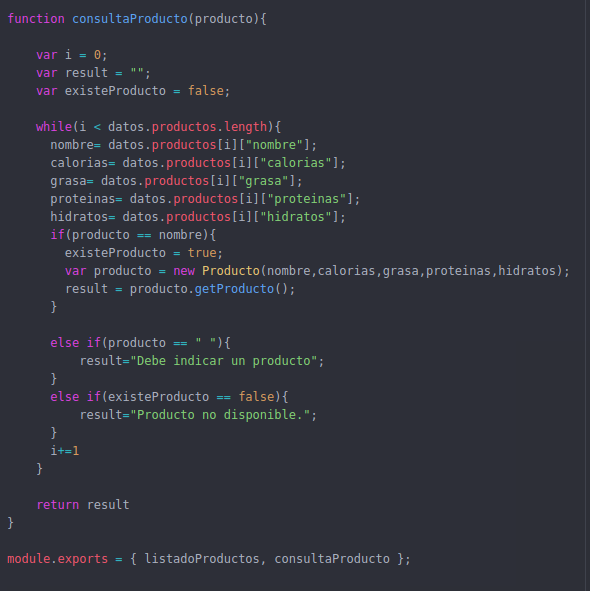 function consultaProducto(producto){
var i = 0;
var result = "";
var existeProducto = false;
while(i < datos.productos.length){
nombre= datos.productos[i]["nombre"];
calorias= datos.productos[i]["calorias"];
grasa= datos.productos[i]["grasa"];
proteinas= datos.productos[i]["proteinas"];
hidratos= datos.productos[i]["hidratos"];
if(producto == nombre){
existeProducto = true;
var producto = new Producto(nombre,calorias,grasa,proteinas,hidratos);
result = producto.getProducto();
}
else if(producto == " "){
result="Debe indicar un producto";
}
else if(existeProducto == false){
result="Producto no disponible.";
}
i+=1
}
return result
}
module.exports = { listadoProductos, consultaProducto };